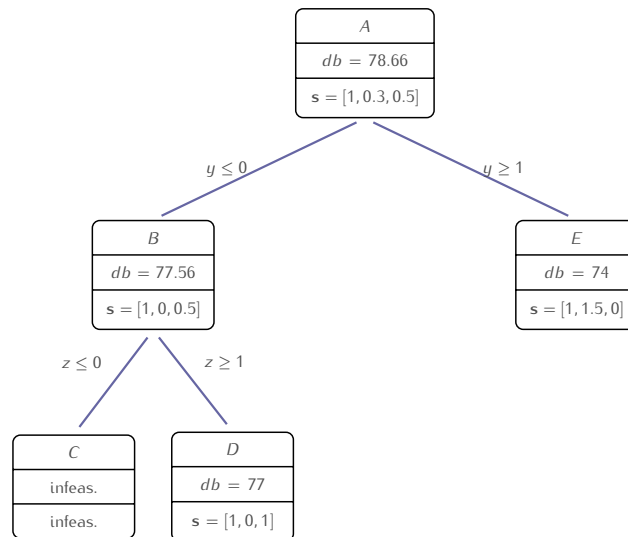 A
db = 78.66
s = [1, 0.3, 0.5]
y ≤ 0
y ≥ 1
B
db = 77.56
s = [1, 0, 0.5]
E
db = 74
s = [1, 1.5, 0]
z ≤ 0
z ≥ 1
C
infeas.
infeas.
D
db = 77
s = [1, 0, 1]